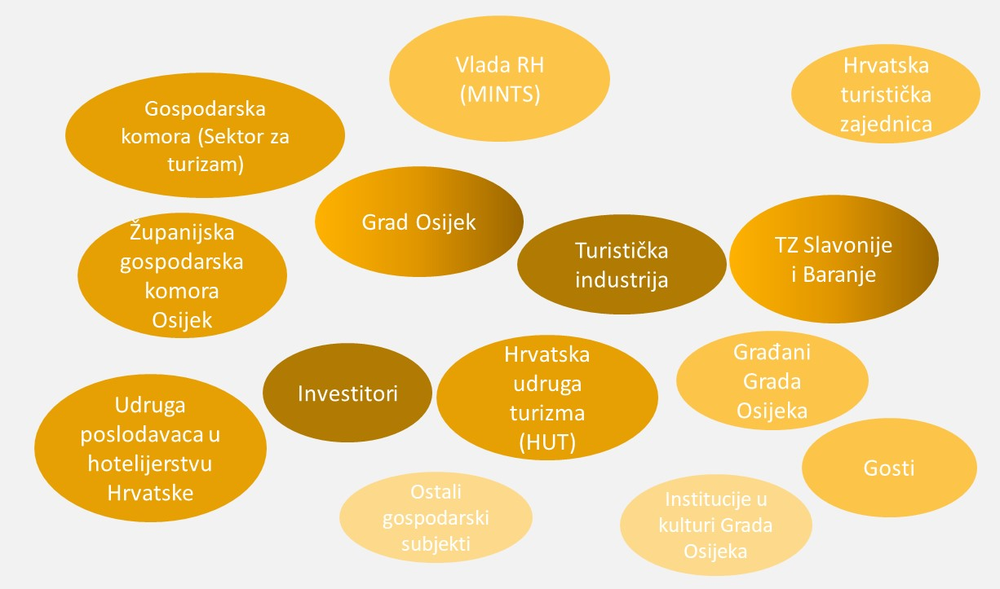 Vlada RH
(MINTS)
Hrvatska
turistička
zajednica
Gospodarska
komora (Sektor za
turizam)
Grad Osijek
Županijska
gospodarska
komora
Osijek
Turistička
industrija
TZ Slavonije
i Baranje
Investitori
Hrvatska
udruga
turizma
(HUT)
Građani
Grada
Osijeka
Udruga
poslodavaca u
hotelijerstvu
Hrvatske
Gosti
Ostali
gospodarski
subjekti
Institucije u
kulturi Grada
Osijeka